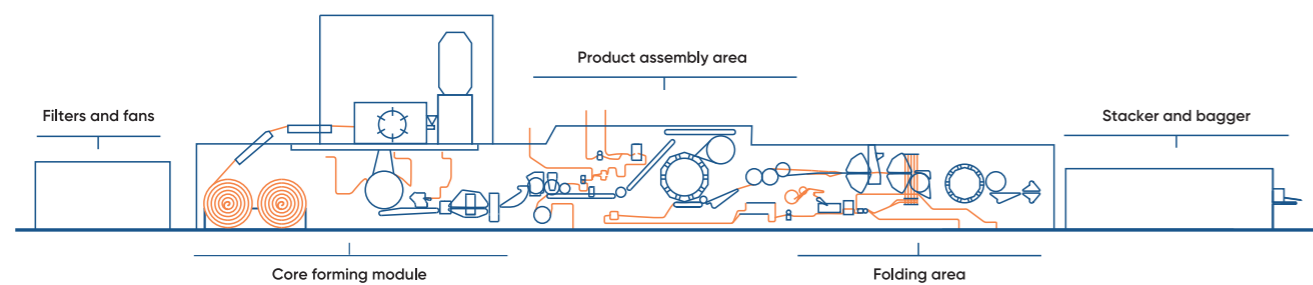 Product assembly area
Filters and fans
Stacker and bagger
Core forming module
Folding area